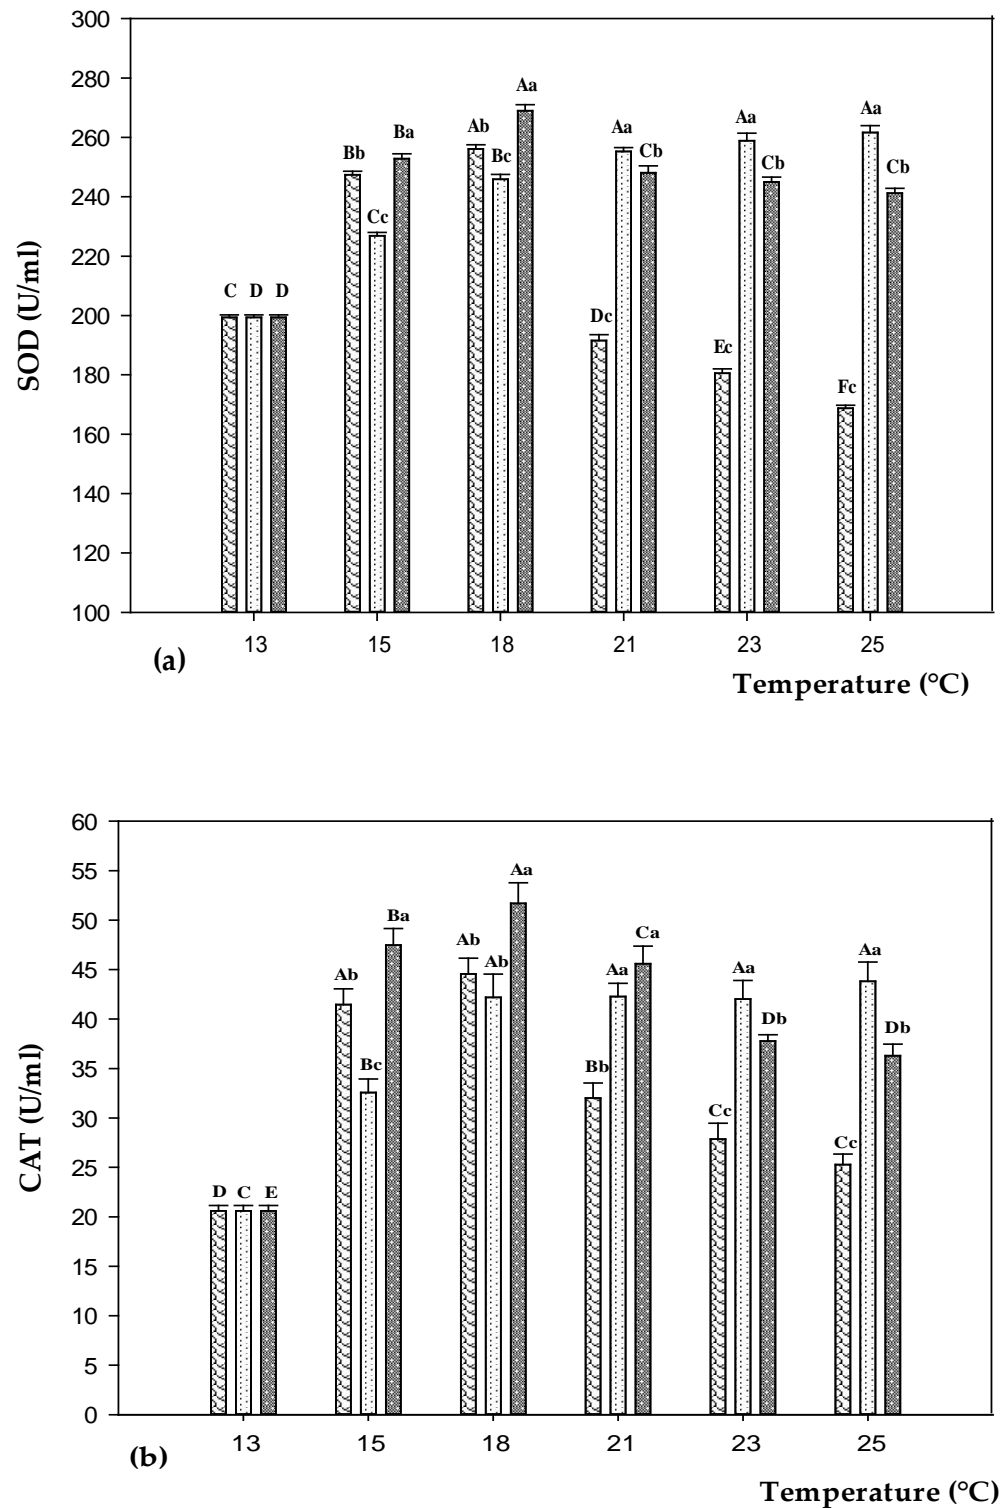 300
280
Aa
Aa
260
Ba
Ab
Aa
Aa
Bb
Bc
Cb
Cb
Cb
240
Cc
220
SOD (U/ml)
C D D
200
Dc
180
Ec
Fc
160
140
120
100
13 15 18 21 23 25
(a)
Temperature (°C)
60
55
Aa
50
Ba
Ab
Ca
Aa
45
Ab
Ab
Aa
Aa
40
Db
Db
35
Bc
Bb
CAT (U/ml)
30
Cc
25
Cc
D C E
20
15
10
5
0
13 15 18 21 23 25
(b)
Temperature (°C)